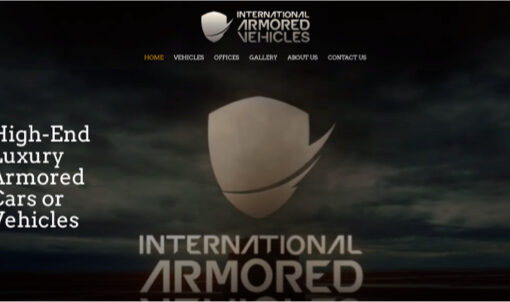 INTERNATIONAL
ARMORED
VEHICLES
HOME VEHICLES OFFICES GALLERY ABOUT US CONTACT US
High-End
Luxury
Armored
Cars or
Vehicles
INTERNATIONAL
ARMORED
VEHICLES